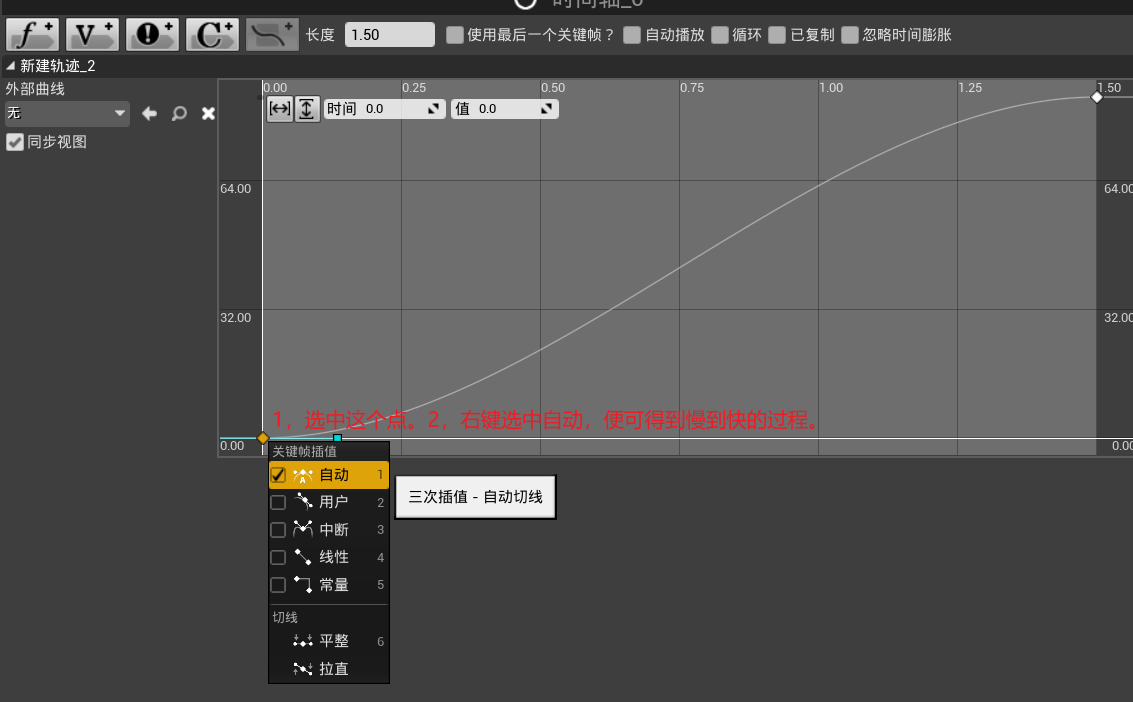 时间轴_0
长度 1.50 使用最后一个关键帧？ 自动播放 循环 已复制 忽略时间膨胀
新建轨迹_2
外部曲线
无
同步视图
0.00 0.25 0.50 0.75 1.00 1.25 1.50
时间 0.0 值 0.0
64.00 64.00
32.00 32.00
1，选中这个点。2，右键选中自动，便可得到慢到快的过程。
0.00 0.00
关键帧插值
自动 1
三次插值 - 自动切线
用户 2
中断 3
线性 4
常量 5
切线
平整 6
拉直